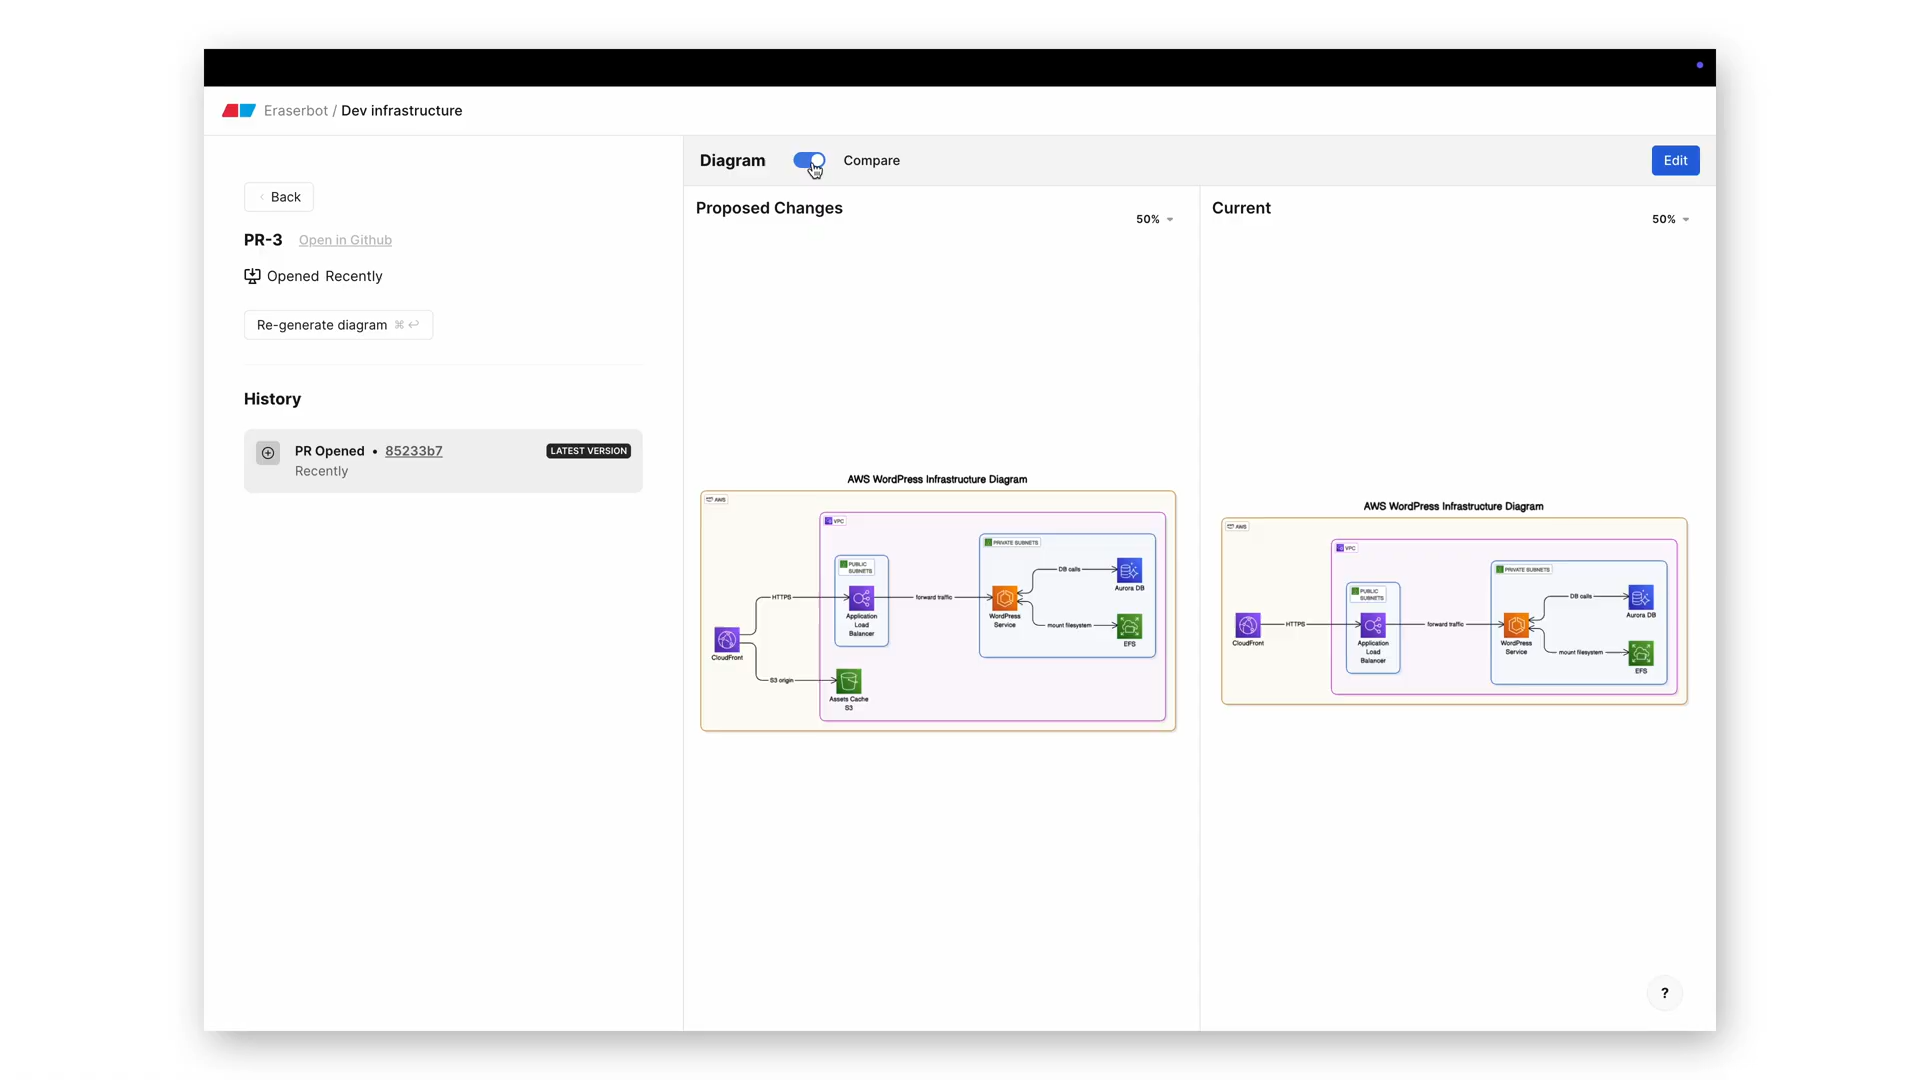 Eraserbot / Dev infrastructure
Back
PR-3 Open in Github
Opened Recently
Re-generate diagram ⌘ ↩
History
PR Opened • 85233b7 LATEST VERSION
Recently
Diagram Compare Edit
Proposed Changes
50%
AWS WordPress Infrastructure Diagram
AWS
VPC
PRIVATE SUBNETS
PUBLIC
SUBNETS
DB calls
Aurora DB
HTTPS
forward traffic
Application
Load
Balancer
WordPress
Service
mount filesystem
EFS
CloudFront
S3 origin
Assets Cache
S3
Current
50%
AWS WordPress Infrastructure Diagram
AWS
VPC
PRIVATE SUBNETS
PUBLIC
SUBNETS
DB calls
Aurora DB
HTTPS
forward traffic
CloudFront
Application
Load
Balancer
WordPress
Service
mount filesystem
EFS
?